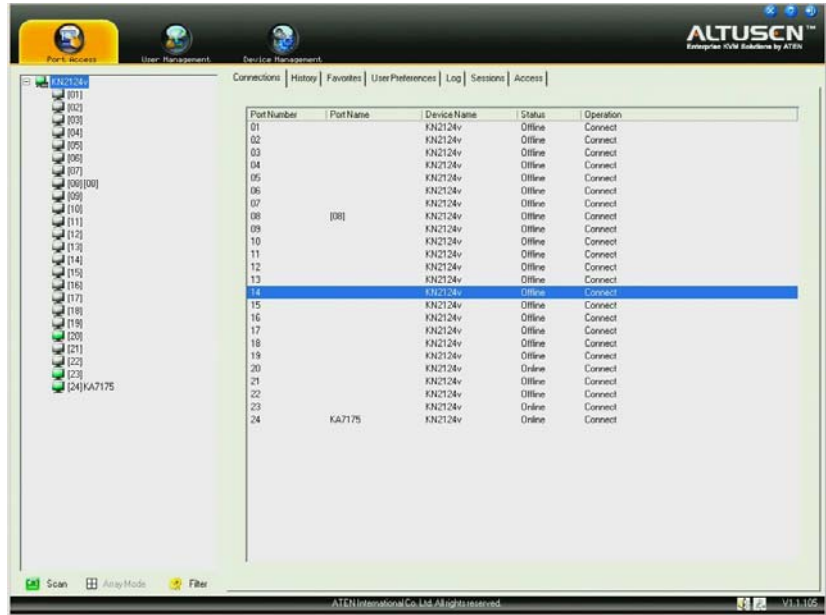 ALTUSEN™
Enterprise KVM Solutions by ATEN
Port Access User Management Device Management
Connections History Favorites User Preferences Log Sessions Access
KN2124v
[01]
[02]
[03]
[04]
[05]
[06]
[07]
[08][00]
[09]
[10]
[11]
[12]
[13]
[14]
[15]
[16]
[17]
[18]
[19]
[20]
[21]
[22]
[23]
[24]KA7175
Port Number Port Name Device Name Status Operation
01 KN2124v Offline Connect
02 KN2124v Offline Connect
03 KN2124v Offline Connect
04 KN2124v Offline Connect
05 KN2124v Offline Connect
06 KN2124v Offline Connect
07 KN2124v Offline Connect
08 [08] KN2124v Offline Connect
09 KN2124v Offline Connect
10 KN2124v Offline Connect
11 KN2124v Offline Connect
12 KN2124v Offline Connect
13 KN2124v Offline Connect
14 KN2124v Offline Connect
15 KN2124v Offline Connect
16 KN2124v Offline Connect
17 KN2124v Offline Connect
18 KN2124v Offline Connect
19 KN2124v Offline Connect
20 KN2124v Online Connect
21 KN2124v Offline Connect
22 KN2124v Offline Connect
23 KN2124v Online Connect
24 KA7175 KN2124v Online Connect
Scan Array Mode Filter
ATEN International Co. Ltd. All rights reserved.
V1.1.105